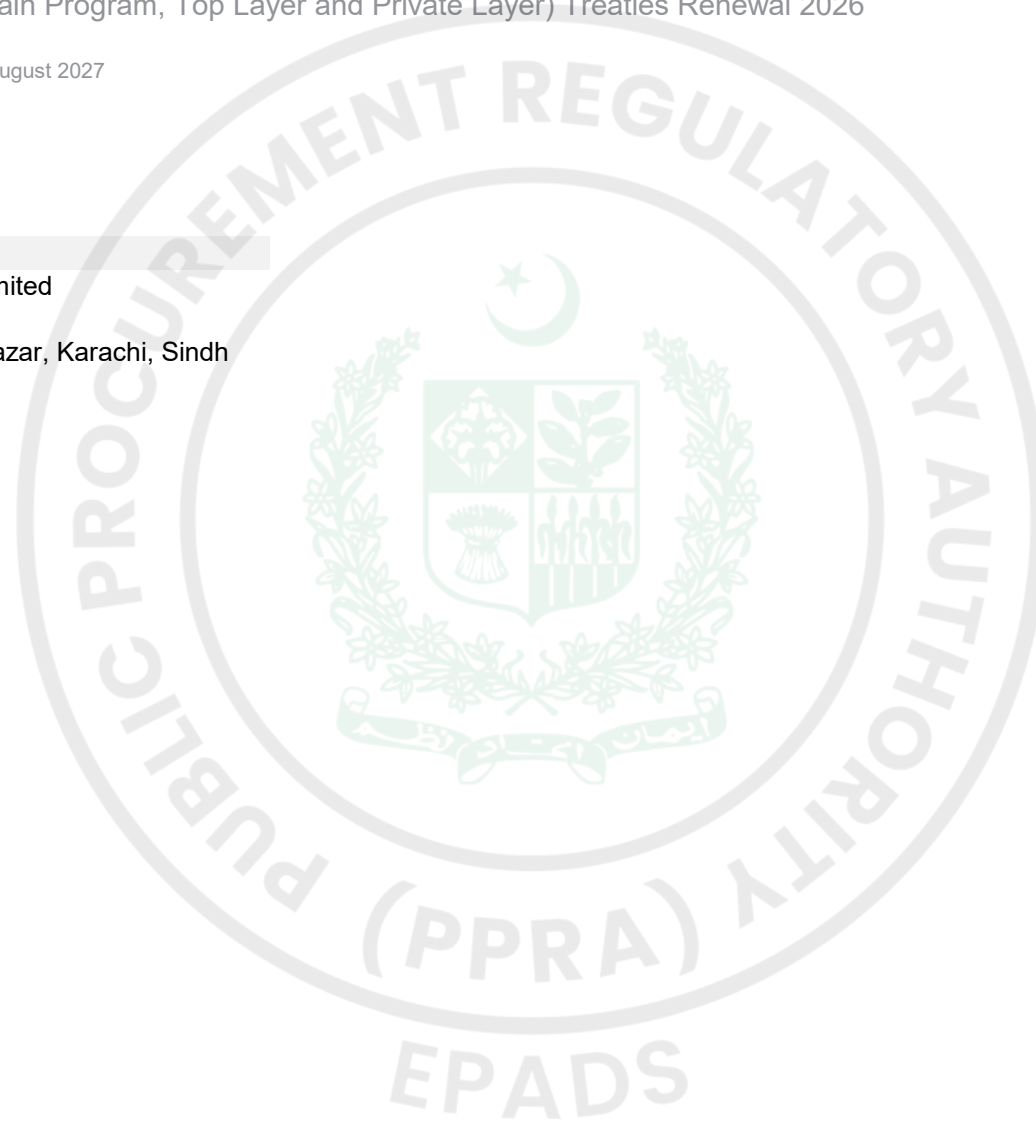 ain Program, Top Layer and Private Layer) Treaties Renewal 2026
ugust 2027
mited
azar, Karachi, Sindh
PUBLIC PROCUREMENT REGULATORY AUTHORITY
(PPRA)
EPADS